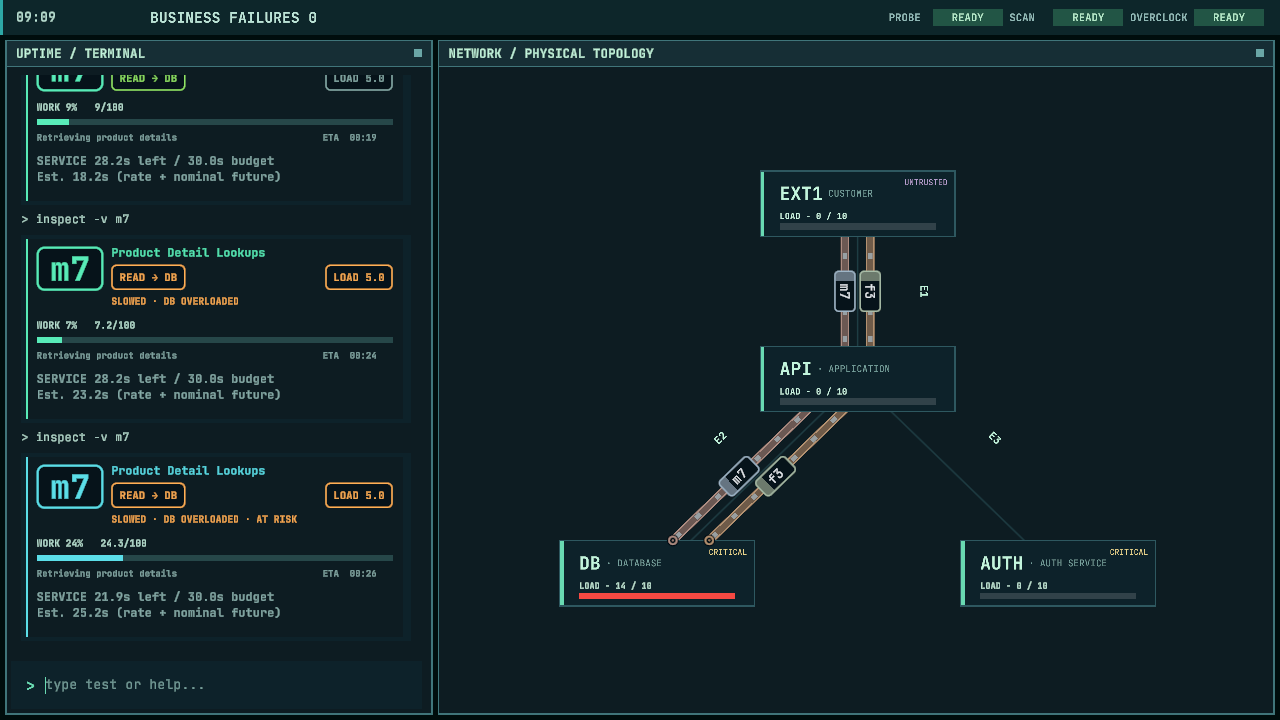 09:09
BUSINESS FAILURES 0
PROBE READY SCAN READY OVERCLOCK READY
UPTIME / TERMINAL
m7 READ → DB LOAD 5.0
WORK 9% 9/100
Retrieving product details ETA 00:19
SERVICE 28.2s left / 30.0s budget
Est. 18.2s (rate + nominal future)
> inspect -v m7
m7 Product Detail Lookups
READ → DB LOAD 5.0
SLOWED · DB OVERLOADED
WORK 7% 7.2/100
Retrieving product details ETA 00:24
SERVICE 28.2s left / 30.0s budget
Est. 23.2s (rate + nominal future)
> inspect -v m7
m7 Product Detail Lookups
READ → DB LOAD 5.0
SLOWED · DB OVERLOADED · AT RISK
WORK 24% 24.3/100
Retrieving product details ETA 00:26
SERVICE 21.9s left / 30.0s budget
Est. 25.2s (rate + nominal future)
> type test or help...
NETWORK / PHYSICAL TOPOLOGY
UNTRUSTED
EXT1 CUSTOMER
LOAD - 0 / 10
m7 f3 E1
API · APPLICATION
LOAD - 0 / 10
E2 E3
m7 f3
CRITICAL
DB · DATABASE
LOAD - 14 / 10
CRITICAL
AUTH · AUTH SERVICE
LOAD - 0 / 10